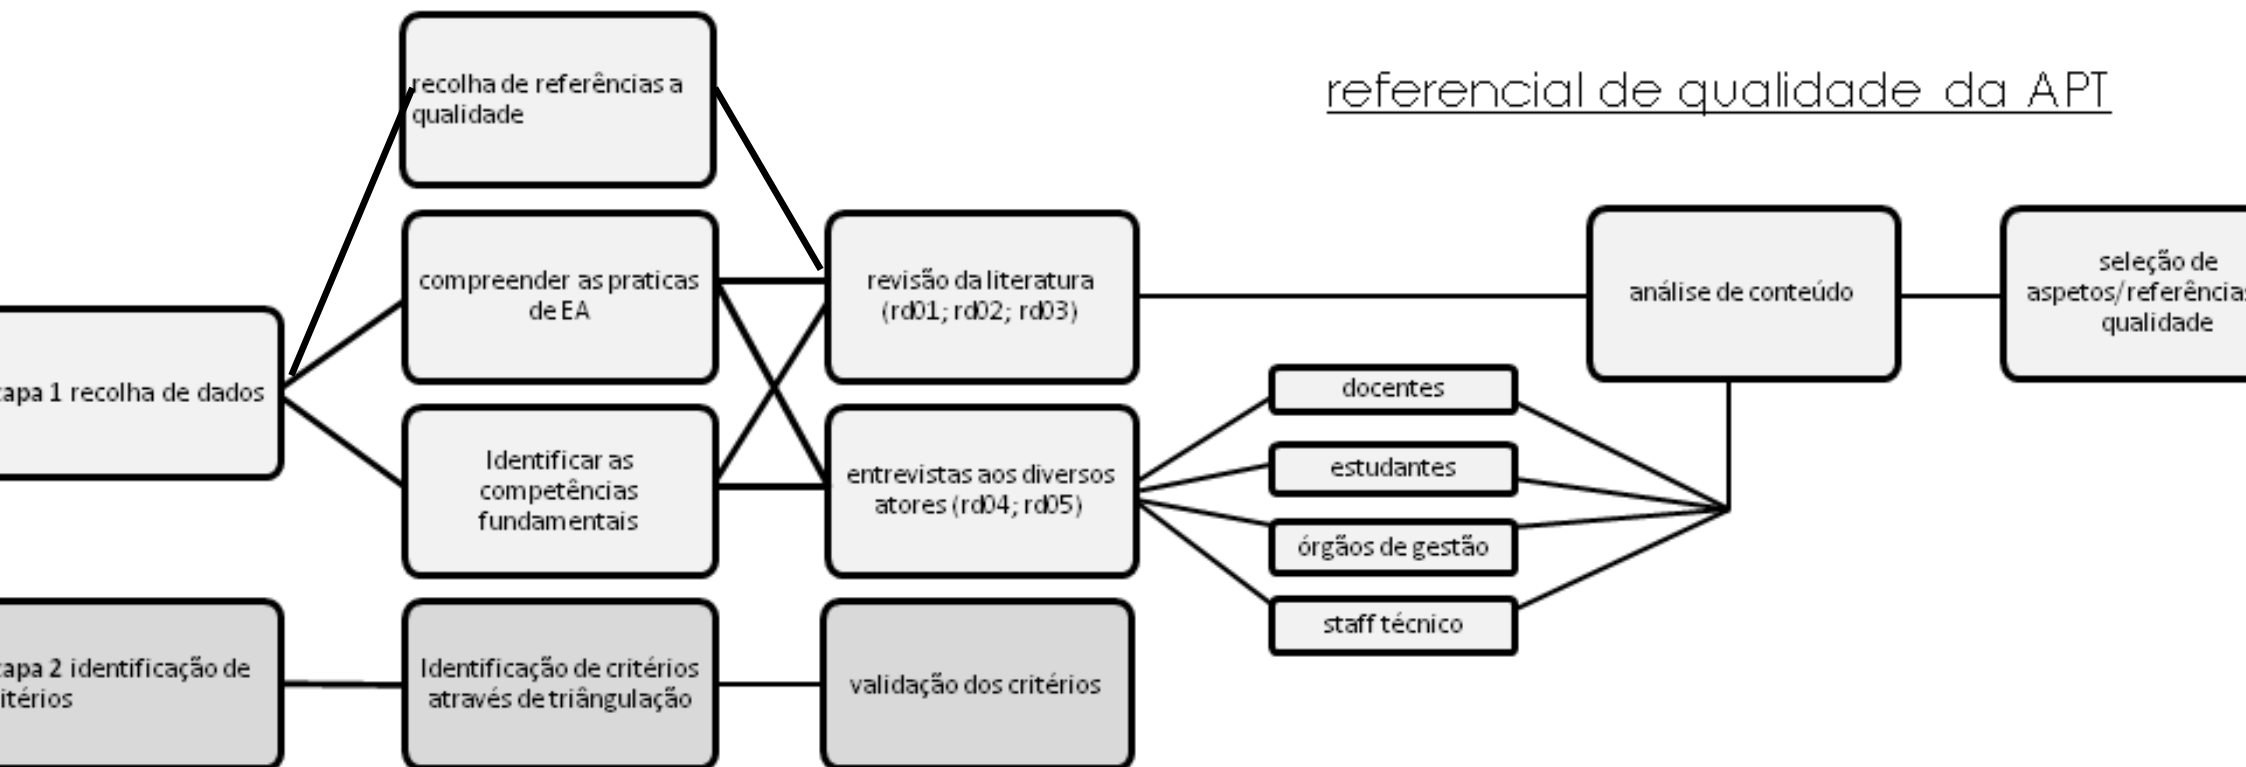 recolha de referências a
qualidade
referencial de qualidade da APT
compreender as praticas
de EA
revisão da literatura
(rd01; rd02; rd03)
análise de conteúdo
seleção de
aspetos/referências
qualidade
apa 1 recolha de dados
Identificar as
competências
fundamentais
entrevistas aos diversos
atores (rd04; rd05)
docentes
estudantes
órgãos de gestão
staff técnico
apa 2 identificação de
itérios
Identificação de critérios
através de triângulação
validação dos critérios